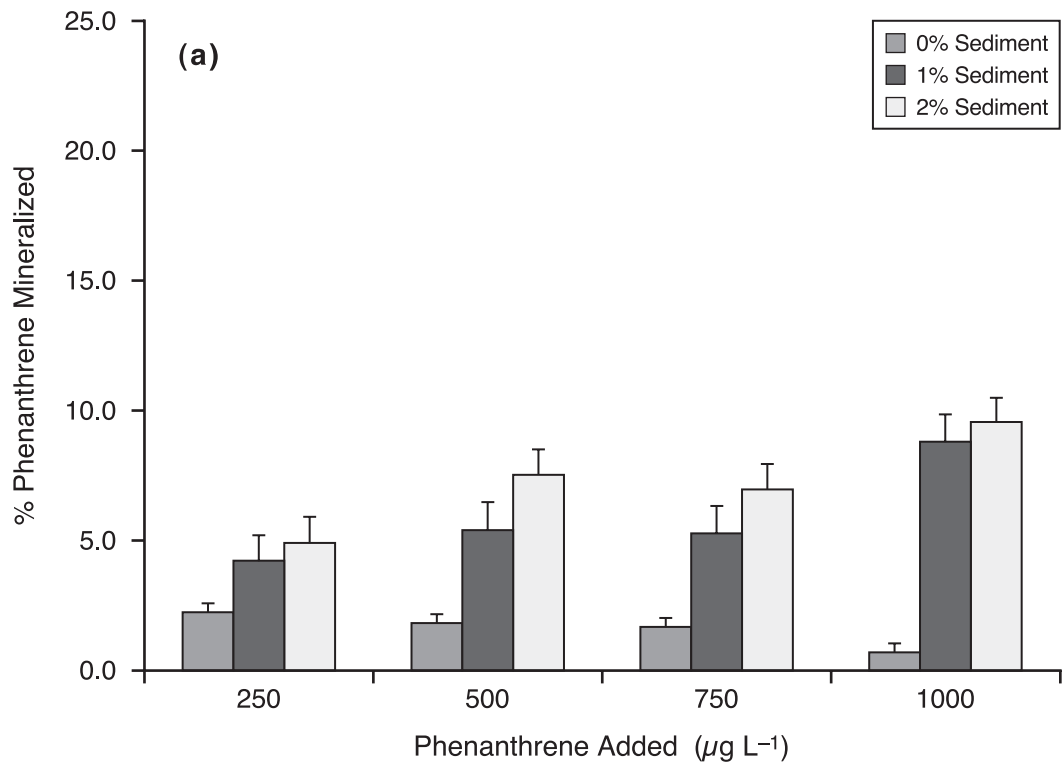 (a)
0% Sediment
1% Sediment
2% Sediment
% Phenanthrene Mineralized
25.0
20.0
15.0
10.0
5.0
0.0
250 500 750 1000
Phenanthrene Added (µg L⁻¹)